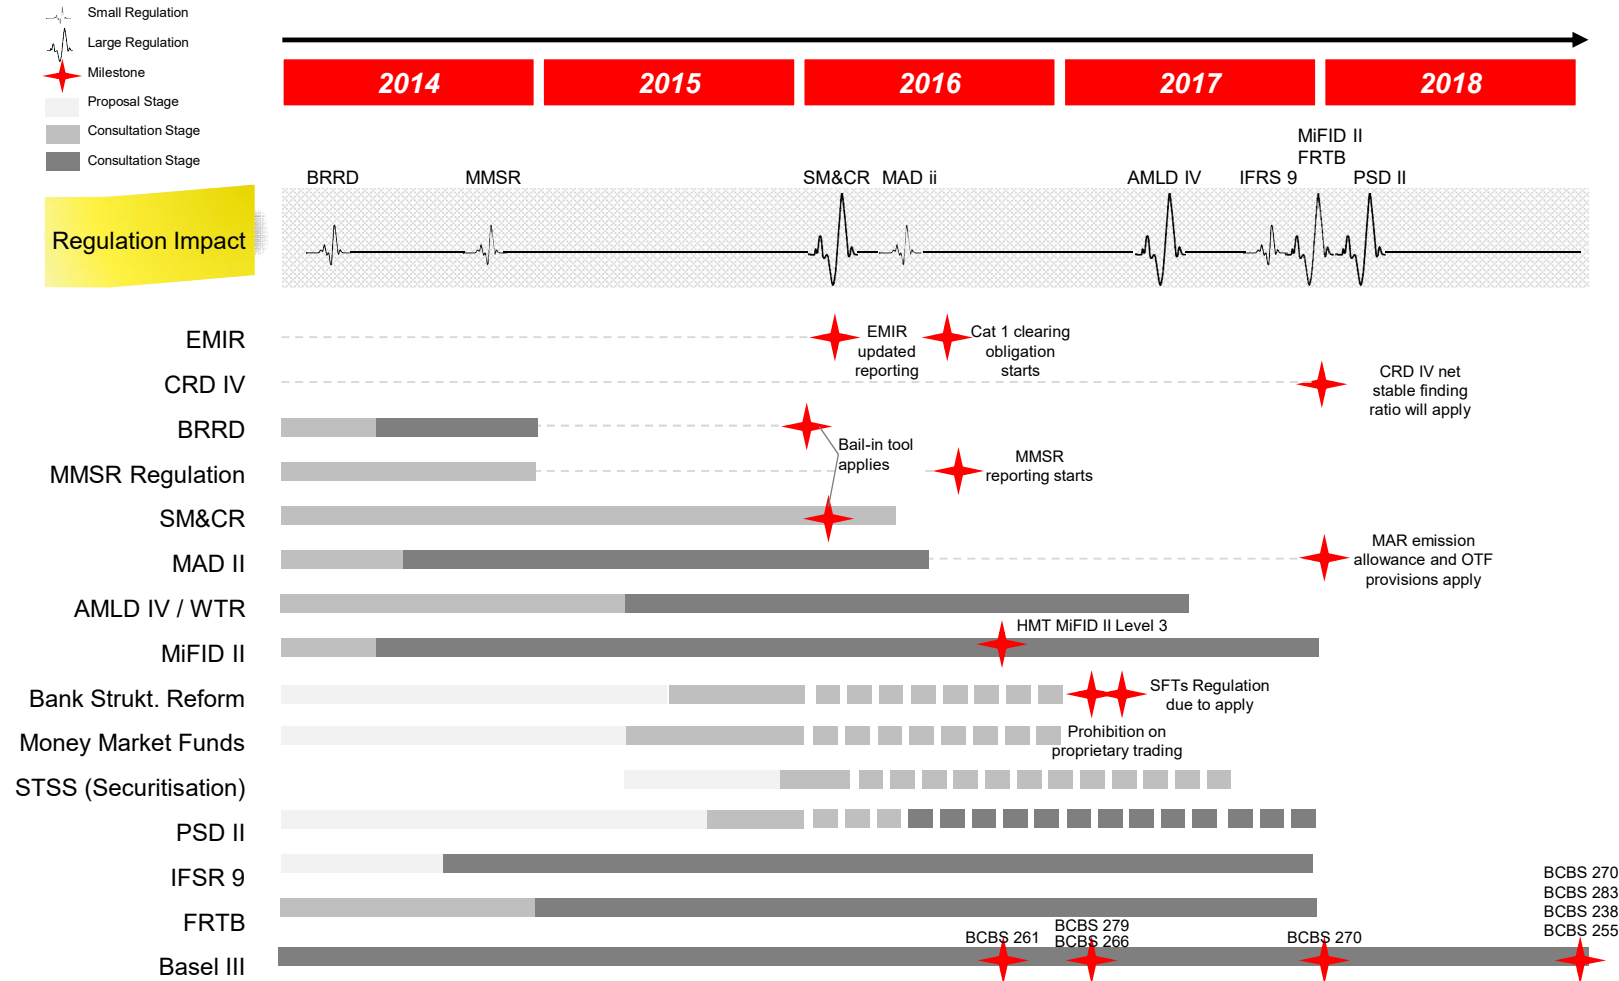 Small Regulation
Large Regulation
Milestone
Proposal Stage
Consultation Stage
Consultation Stage
2014
2015
2016
2017
2018
MiFID II
FRTB
BRRD
MMSR
SM&CR
MAD ii
AMLD IV
IFRS 9
PSD II
Regulation Impact
EMIR
EMIR
updated
reporting
Cat 1 clearing
obligation
starts
CRD IV
CRD IV net
stable finding
ratio will apply
BRRD
Bail-in tool
applies
MMSR Regulation
MMSR
reporting starts
SM&CR
MAD II
MAR emission
allowance and OTF
provisions apply
AMLD IV / WTR
HMT MiFID II Level 3
MiFID II
Bank Strukt. Reform
SFTs Regulation
due to apply
Money Market Funds
Prohibition on
proprietary trading
STSS (Securitisation)
PSD II
IFSR 9
FRTB
BCBS 270
BCBS 283
BCBS 238
BCBS 255
BCBS 261
BCBS 279
BCBS 266
BCBS 270
Basel III